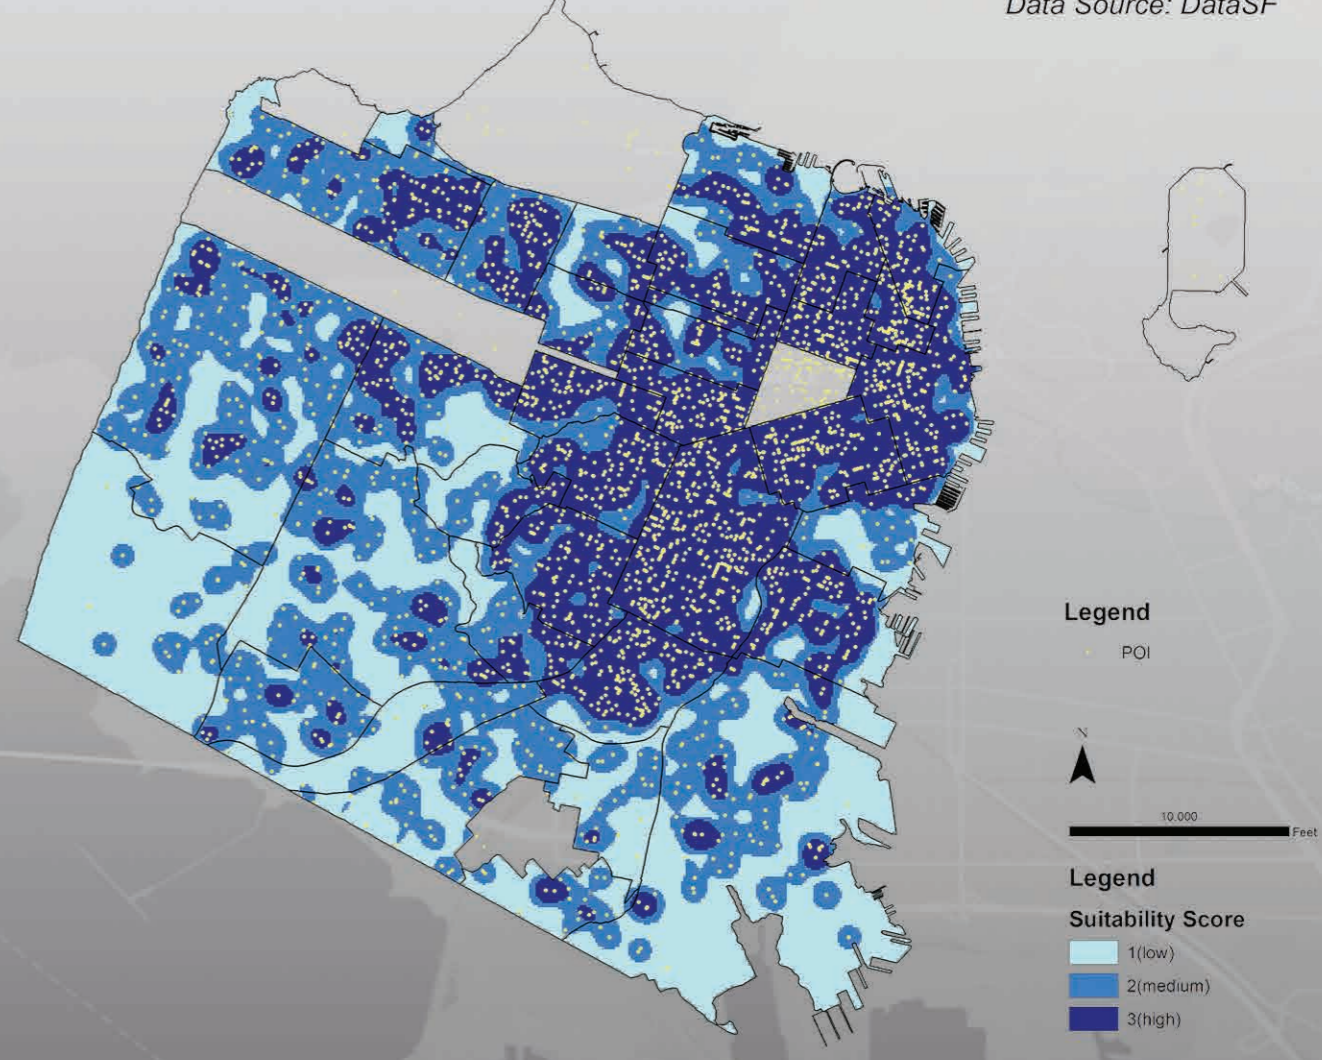 Data Source: DataSF
Legend
POI
N
10,000
Feet
Legend
Suitability Score
1(low)
2(medium)
3(high)